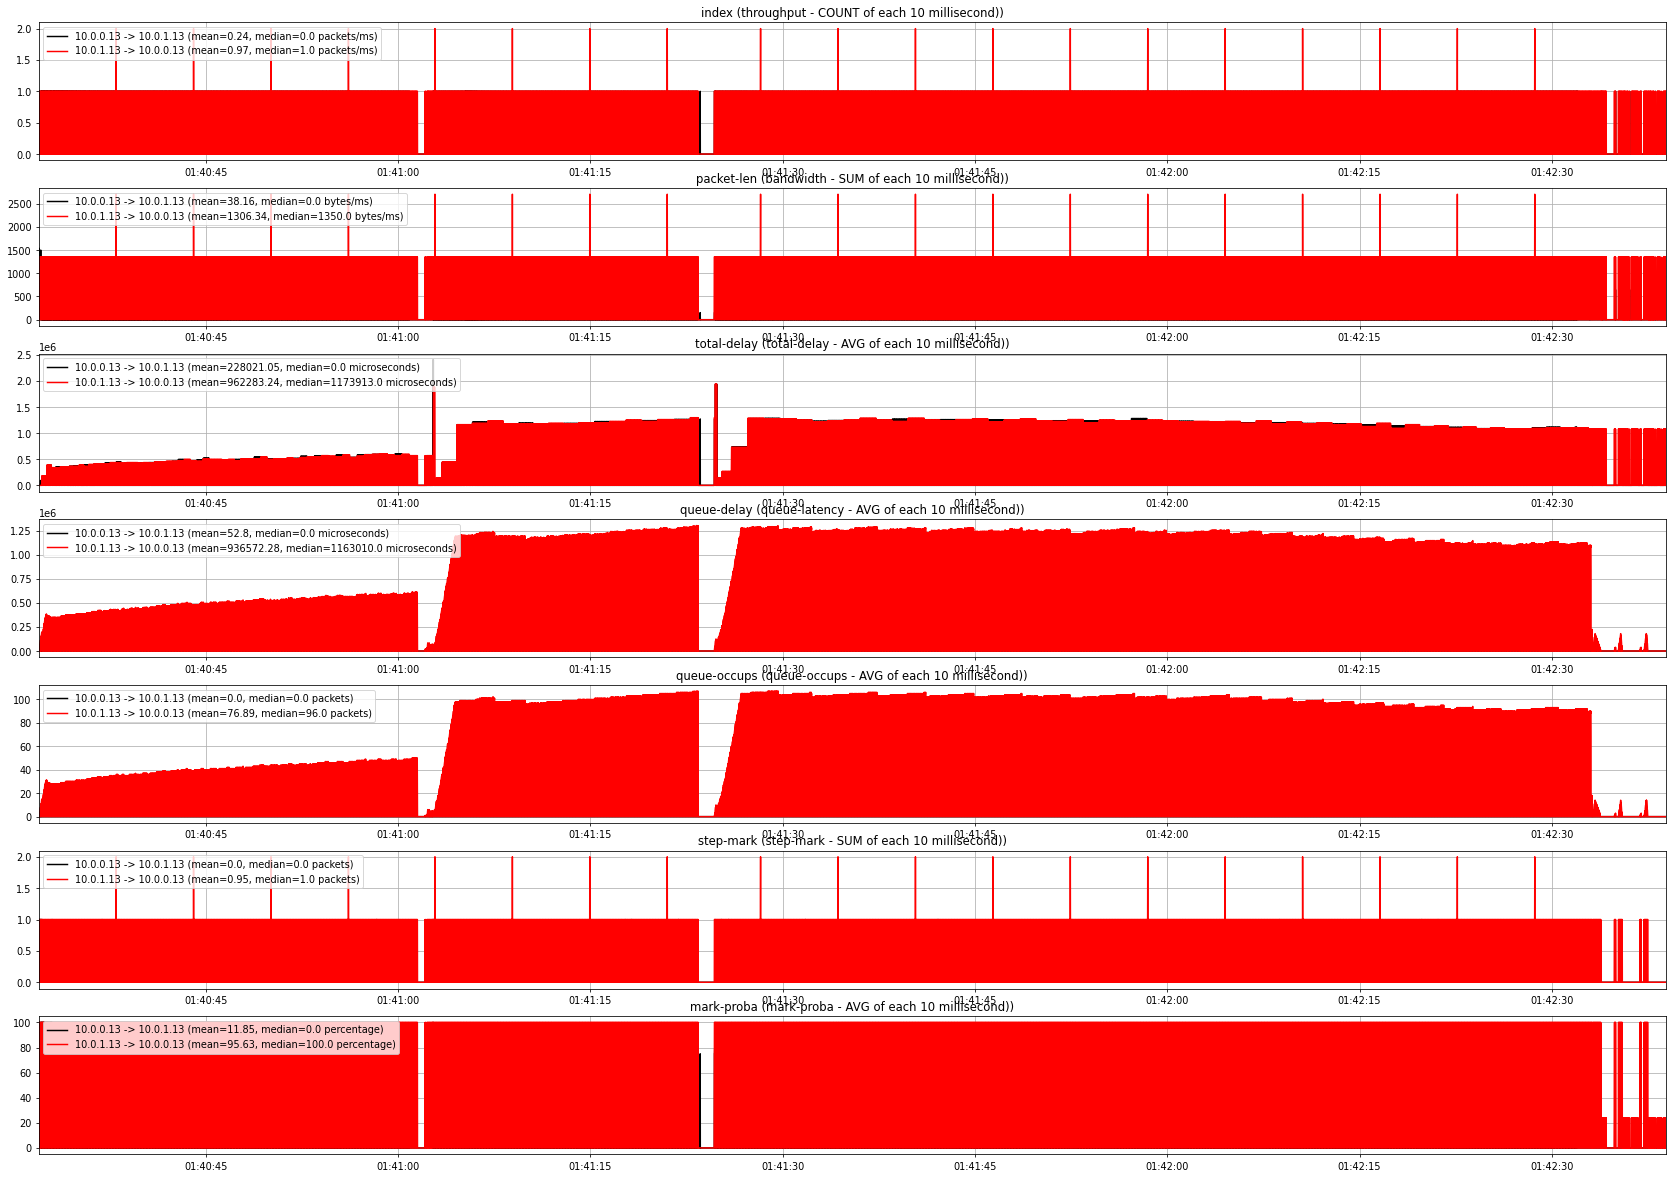 index (throughput - COUNT of each 10 millisecond))
2.0
1.5
1.0
0.5
0.0
10.0.0.13 -> 10.0.1.13 (mean=0.24, median=0.0 packets/ms)
10.0.1.13 -> 10.0.0.13 (mean=0.97, median=1.0 packets/ms)
01:40:45 01:41:00 01:41:15 01:41:30 01:41:45 01:42:00 01:42:15 01:42:30
packet-len (bandwidth - SUM of each 10 millisecond))
2500
2000
1500
1000
500
0
10.0.0.13 -> 10.0.1.13 (mean=38.16, median=0.0 bytes/ms)
10.0.1.13 -> 10.0.0.13 (mean=1306.34, median=1350.0 bytes/ms)
01:40:45 01:41:00 01:41:15 01:41:30 01:41:45 01:42:00 01:42:15 01:42:30
total-delay (total-delay - AVG of each 10 millisecond))
1e6
2.5
2.0
1.5
1.0
0.5
0.0
10.0.0.13 -> 10.0.1.13 (mean=228021.05, median=0.0 microseconds)
10.0.1.13 -> 10.0.0.13 (mean=962283.24, median=1173913.0 microseconds)
01:40:45 01:41:00 01:41:15 01:41:30 01:41:45 01:42:00 01:42:15 01:42:30
queue-delay (queue-latency - AVG of each 10 millisecond))
1e6
1.25
1.00
0.75
0.50
0.25
0.00
10.0.0.13 -> 10.0.1.13 (mean=52.8, median=0.0 microseconds)
10.0.1.13 -> 10.0.0.13 (mean=936572.28, median=1163010.0 microseconds)
01:40:45 01:41:00 01:41:15 01:41:30 01:41:45 01:42:00 01:42:15 01:42:30
queue-occups (queue-occups - AVG of each 10 millisecond))
100
80
60
40
20
0
10.0.0.13 -> 10.0.1.13 (mean=0.0, median=0.0 packets)
10.0.1.13 -> 10.0.0.13 (mean=76.89, median=96.0 packets)
01:40:45 01:41:00 01:41:15 01:41:30 01:41:45 01:42:00 01:42:15 01:42:30
step-mark (step-mark - SUM of each 10 millisecond))
2.0
1.5
1.0
0.5
0.0
10.0.0.13 -> 10.0.1.13 (mean=0.0, median=0.0 packets)
10.0.1.13 -> 10.0.0.13 (mean=0.95, median=1.0 packets)
01:40:45 01:41:00 01:41:15 01:41:30 01:41:45 01:42:00 01:42:15 01:42:30
mark-proba (mark-proba - AVG of each 10 millisecond))
100
80
60
40
20
0
10.0.0.13 -> 10.0.1.13 (mean=11.85, median=0.0 percentage)
10.0.1.13 -> 10.0.0.13 (mean=95.63, median=100.0 percentage)
01:40:45 01:41:00 01:41:15 01:41:30 01:41:45 01:42:00 01:42:15 01:42:30